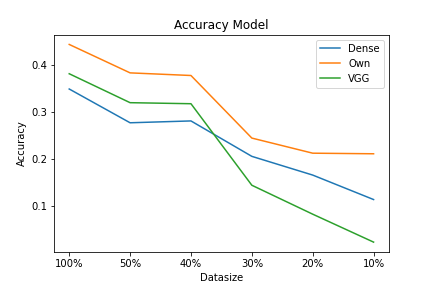 Accuracy Model
Dense
Own
VGG
Accuracy
0.4
0.3
0.2
0.1
100% 50% 40% 30% 20% 10%
Datasize